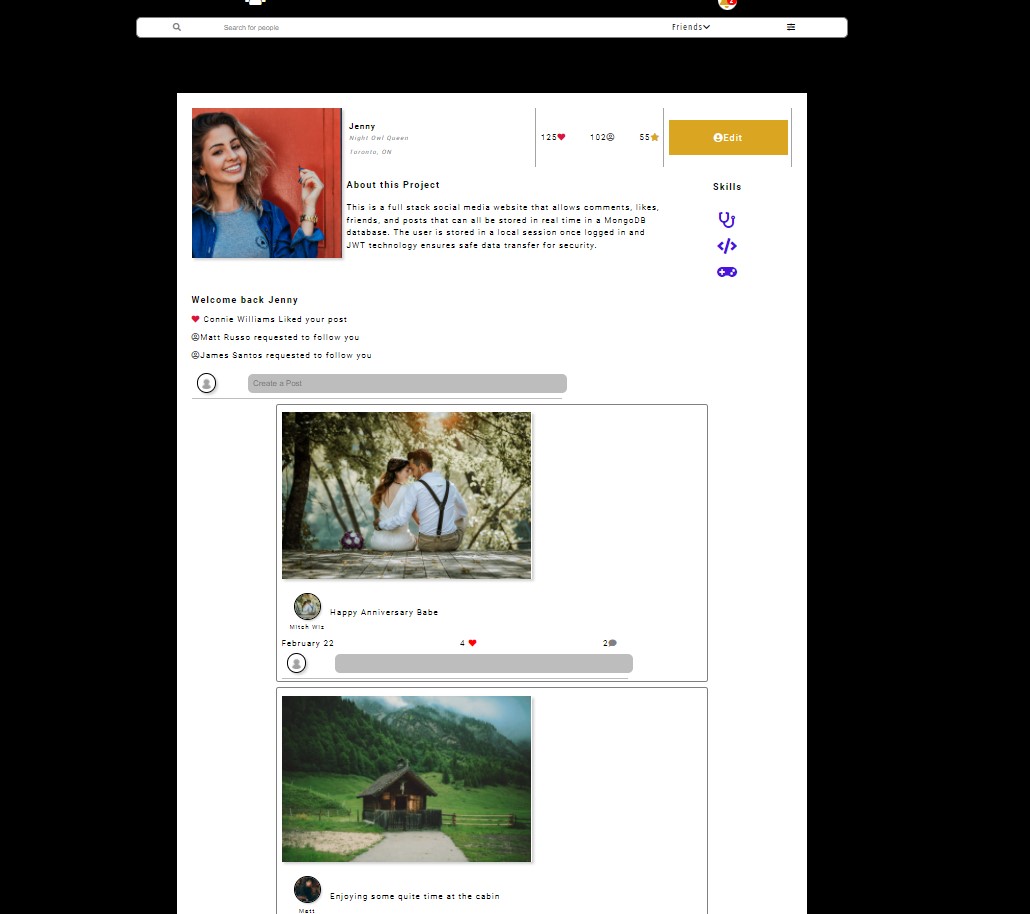 2
Search for people
Friends
Jenny
Night Owl Queen
Toronto, ON
125
102
55
Edit
About this Project
This is a full stack social media website that allows comments, likes,
friends, and posts that can all be stored in real time in a MongoDB
database. The user is stored in a local session once logged in and
JWT technology ensures safe data transfer for security.
Skills
Welcome back Jenny
Connie Williams Liked your post
Matt Russo requested to follow you
James Santos requested to follow you
Create a Post
Happy Anniversary Babe
Mitch Wiz
February 22
4
2
Enjoying some quite time at the cabin
Matt